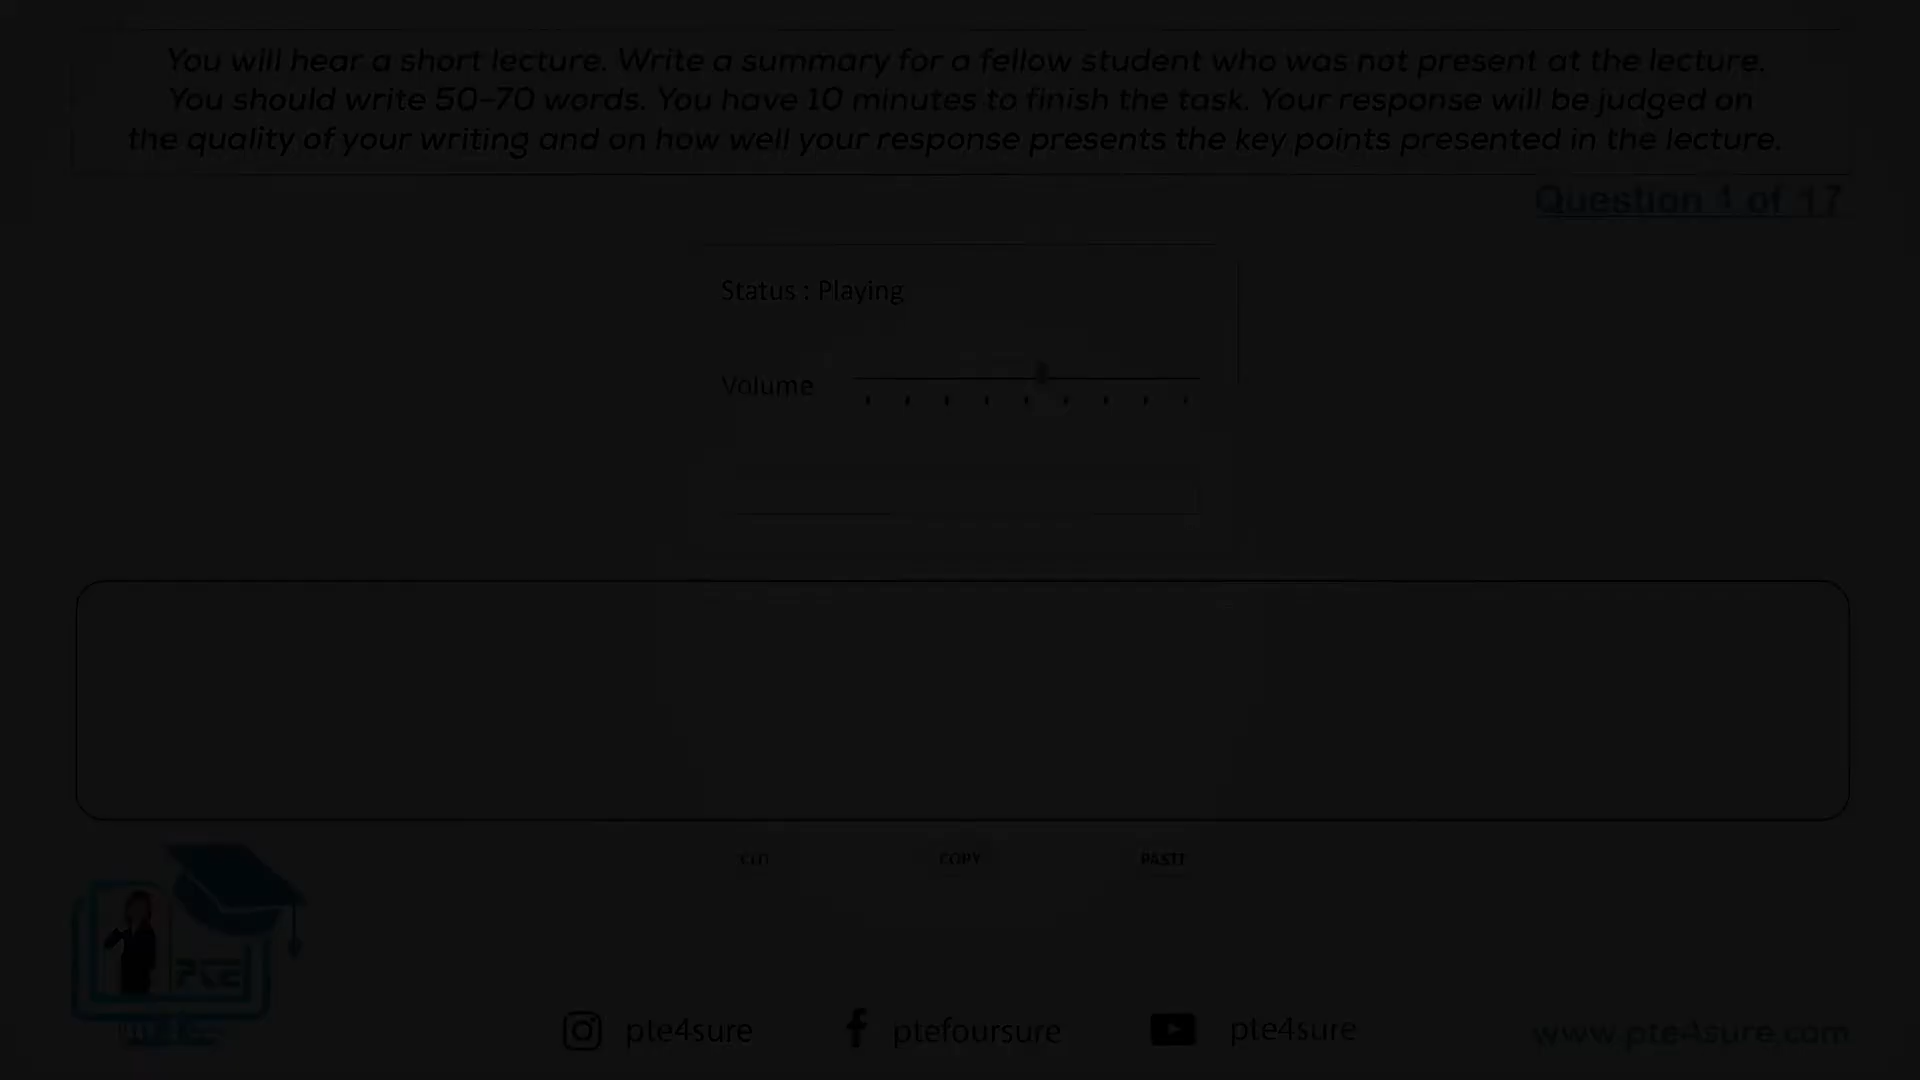 You will hear a short lecture. Write a summary for a fellow student who was not present at the lecture.
You should write 50-70 words. You have 10 minutes to finish the task. Your response will be judged on
the quality of your writing and on how well your response presents the key points presented in the lecture.
Question 1 of 17
Status : Playing
Volume
CUT
COPY
PASTE
PTE
pte4sure
ptefoursure
pte4sure
www.pte4sure.com